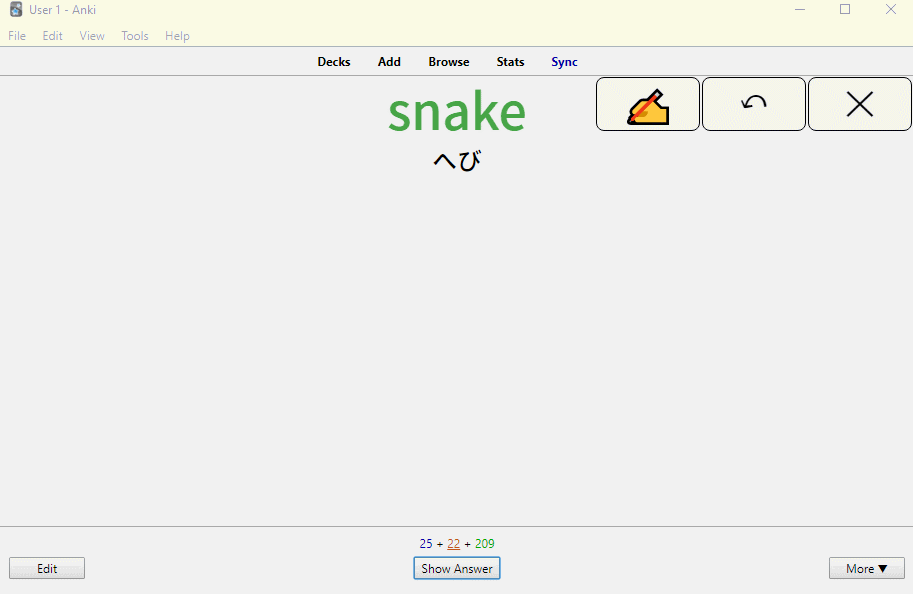 User 1 - Anki
File Edit View Tools Help
Decks Add Browse Stats Sync
snake
へび
25 + 22 + 209
Edit Show Answer More ▼